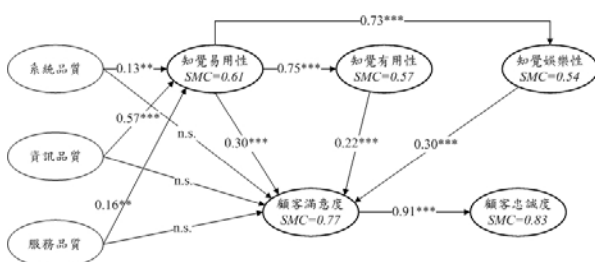 0.73***
系統品質
0.13**
知覺易用性
SMC=0.61
0.75***
知覺有用性
SMC=0.57
知覺娛樂性
SMC=0.54
0.57***
n.s.
0.30***
0.22***
0.30***
資訊品質
n.s.
0.16**
顧客滿意度
SMC=0.77
0.91***
顧客忠誠度
SMC=0.83
n.s.
服務品質